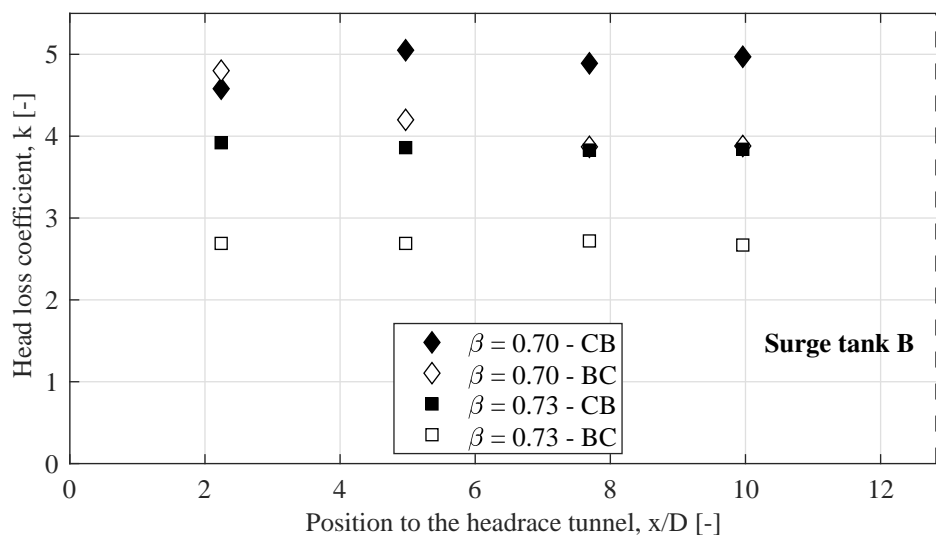 Head loss coefficient, k [-]
5
4
3
2
1
0
β = 0.70 - CB
β = 0.70 - BC
β = 0.73 - CB
β = 0.73 - BC
Surge tank B
0 2 4 6 8 10 12
Position to the headrace tunnel, x/D [-]